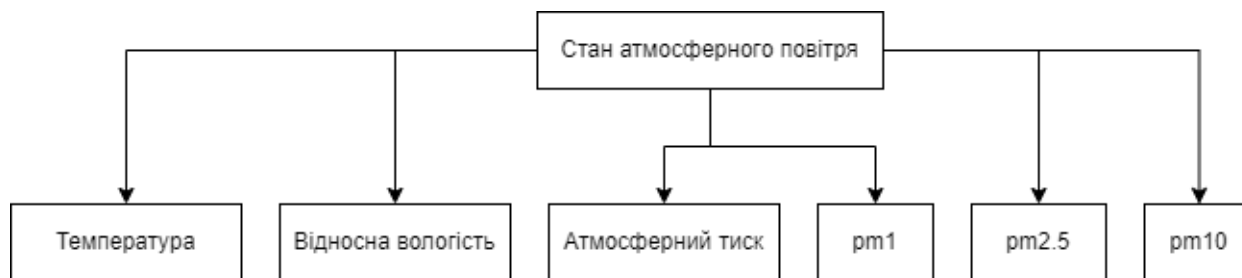 Стан атмосферного повітря
Температура
Відносна вологість
Атмосферний тиск
pm1
pm2.5
pm10